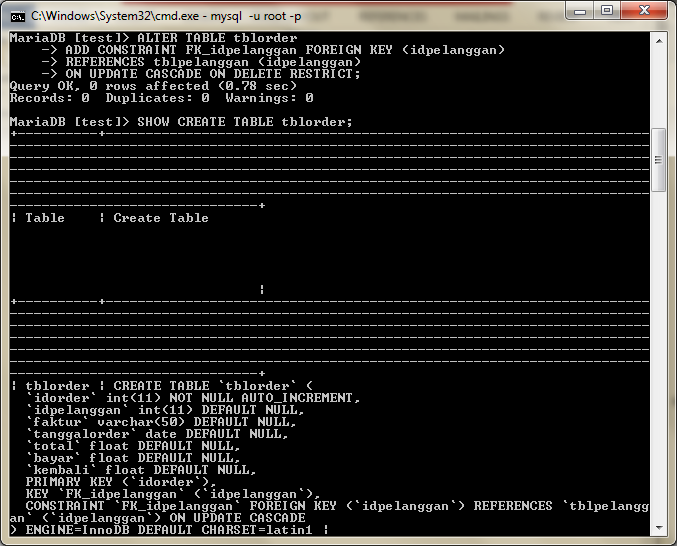 C:\Windows\System32\cmd.exe - mysql -u root -p
MariaDB [test]> ALTER TABLE tblorder
-> ADD CONSTRAINT FK_idpelanggan FOREIGN KEY (idpelanggan)
-> REFERENCES tblpelanggan (idpelanggan)
-> ON UPDATE CASCADE ON DELETE RESTRICT;
Query OK, 0 rows affected (0.78 sec)
Records: 0  Duplicates: 0  Warnings: 0
MariaDB [test]> SHOW CREATE TABLE tblorder;
| Table | Create Table
|
| tblorder | CREATE TABLE `tblorder` (
`idorder` int(11) NOT NULL AUTO_INCREMENT,
`idpelanggan` int(11) DEFAULT NULL,
`faktur` varchar(50) DEFAULT NULL,
`tanggalorder` date DEFAULT NULL,
`total` float DEFAULT NULL,
`bayar` float DEFAULT NULL,
`kembali` float DEFAULT NULL,
PRIMARY KEY (`idorder`),
KEY `FK_idpelanggan` (`idpelanggan`),
CONSTRAINT `FK_idpelanggan` FOREIGN KEY (`idpelanggan`) REFERENCES `tblpelangg
an` (`idpelanggan`) ON UPDATE CASCADE
) ENGINE=InnoDB DEFAULT CHARSET=latin1 |